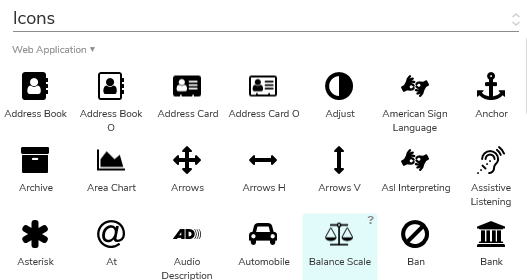 Icons
Web Application ▾
Address Book
Address Book
O
Address Card
Address Card O
Adjust
American Sign
Language
Anchor
Archive
Area Chart
Arrows
Arrows H
Arrows V
Asl Interpreting
Assistive
Listening
?
Asterisk
@
At
AD
Audio
Description
Automobile
Balance Scale
Ban
Bank